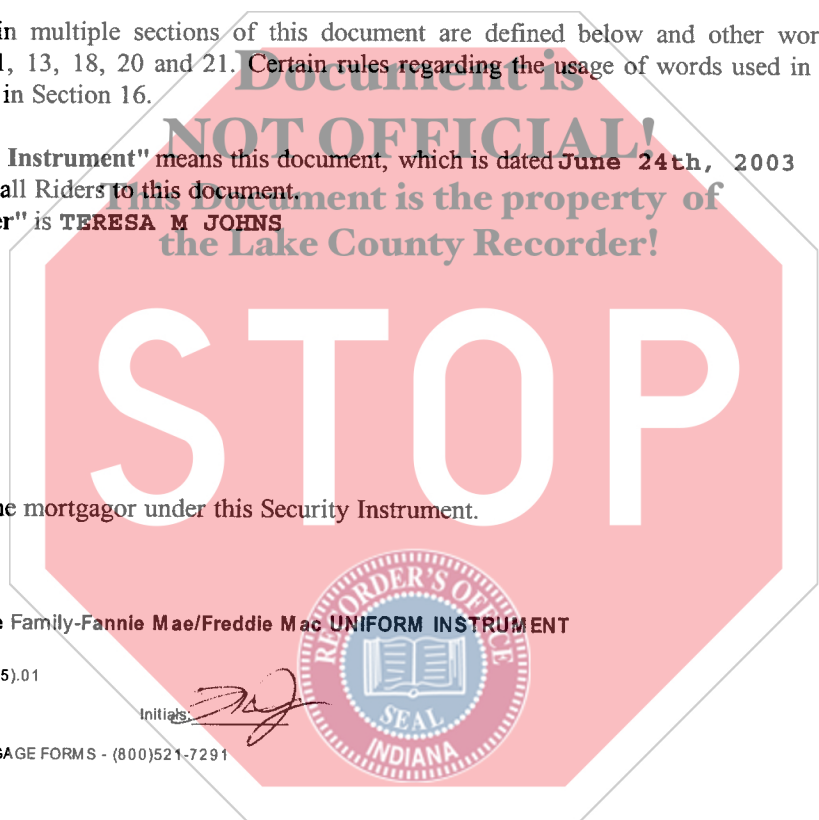 in multiple sections of this document are defined below and other wor
, 13, 18, 20 and 21. Certain rules regarding the usage of words used in
in Section 16.
Document is
NOT OFFICIAL!
This Document is the property of
the Lake County Recorder!
Instrument" means this document, which is dated June 24th, 2003
all Riders to this document.
er" is TERESA M JOHNS
STOP
e mortgagor under this Security Instrument.
RECORDER'S OFFICE
SEAL
INDIANA
Family-Fannie Mae/Freddie Mac UNIFORM INSTRUMENT
5).01
Initials:
GAGE FORMS - (800)521-7291